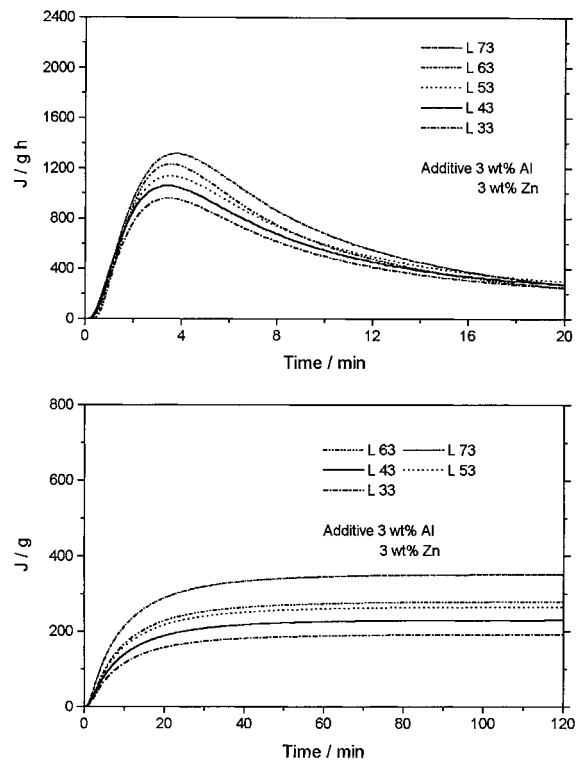 2400
2000
1600
1200
800
400
0
J / g h
L 73
L 63
L 53
L 43
L 33
Additive 3 wt% Al
3 wt% Zn
0 4 8 12 16 20
Time / min
800
600
400
200
0
J / g
L 63 L 73
L 43 L 53
L 33
Additive 3 wt% Al
3 wt% Zn
0 20 40 60 80 100 120
Time / min